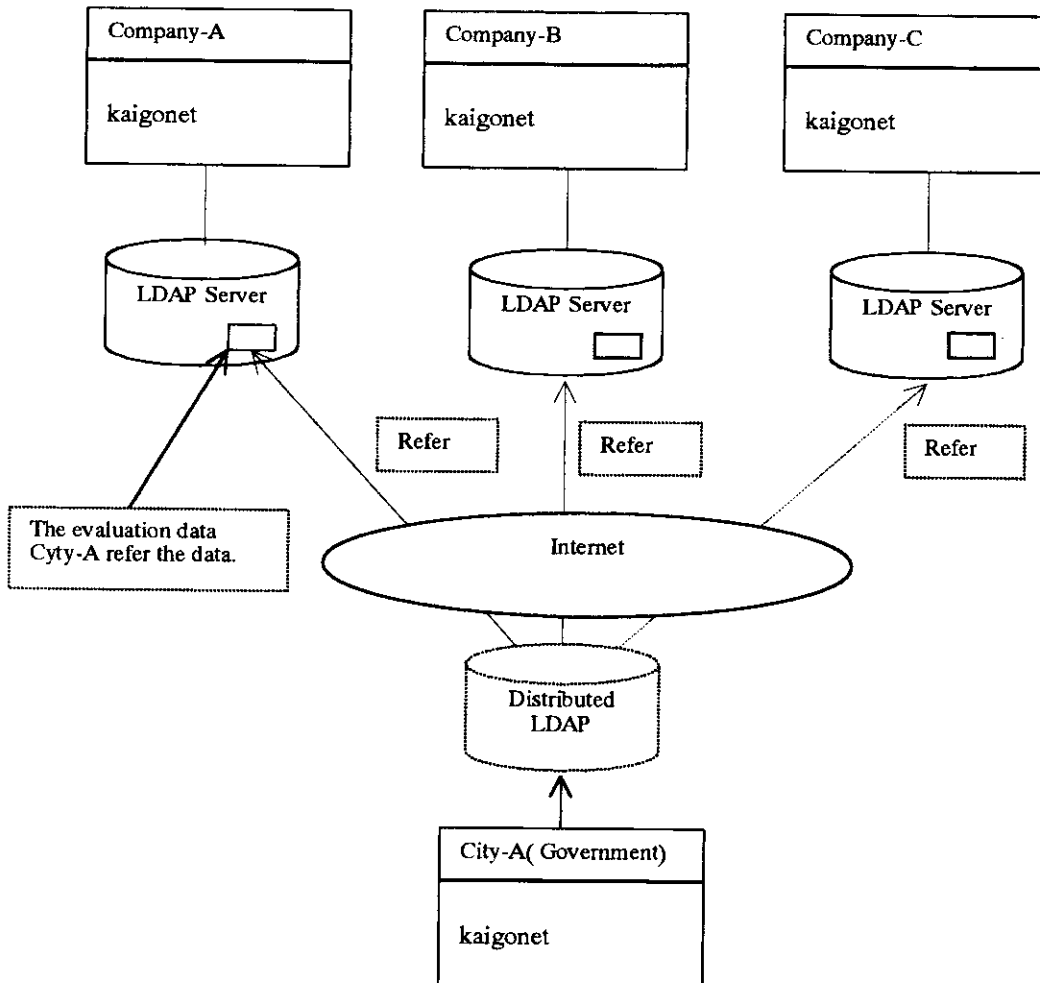 Company-A
Company-B
Company-C
kaigonet
kaigonet
kaigonet
LDAP Server
LDAP Server
LDAP Server
Refer
Refer
Refer
The evaluation data
Cyty-A refer the data.
Internet
Distributed
LDAP
City-A( Government)
kaigonet